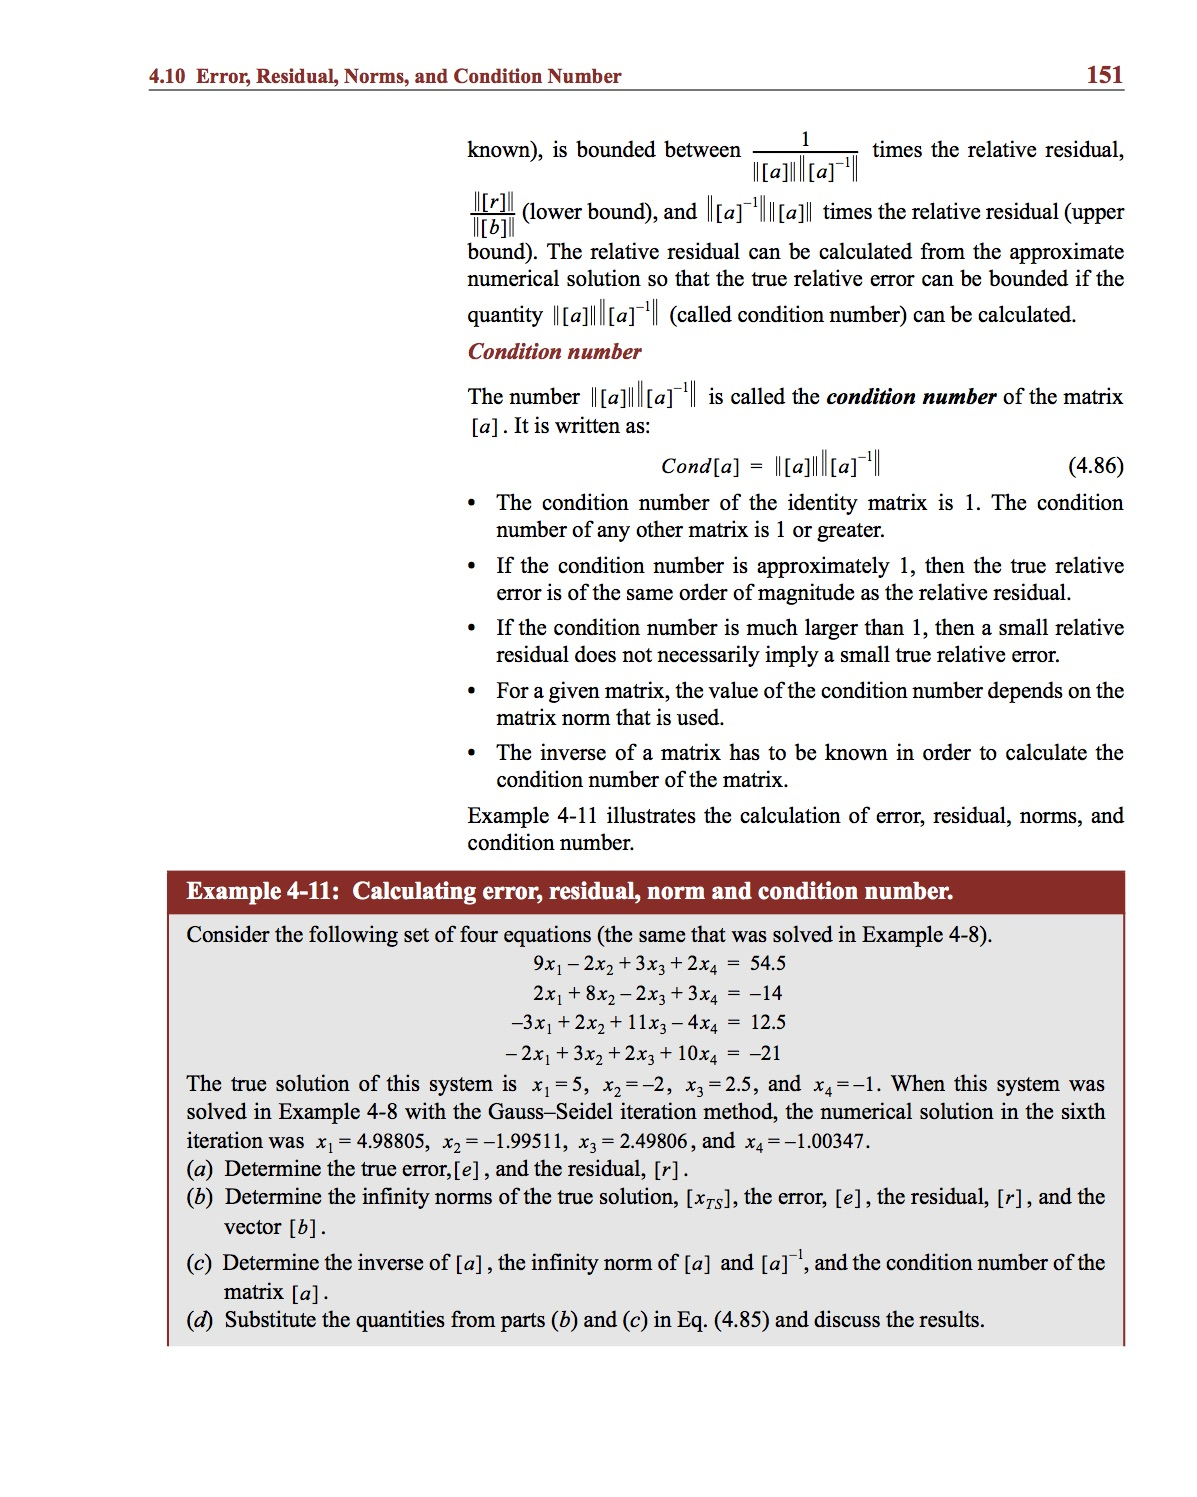 4.10 Error, Residual, Norms, and Condition Number 151
known), is bounded between 1/(‖[a]‖‖[a]⁻¹‖) times the relative residual,
‖[r]‖/‖[b]‖ (lower bound), and ‖[a]⁻¹‖‖[a]‖ times the relative residual (upper
bound). The relative residual can be calculated from the approximate
numerical solution so that the true relative error can be bounded if the
quantity ‖[a]‖‖[a]⁻¹‖ (called condition number) can be calculated.
Condition number
The number ‖[a]‖‖[a]⁻¹‖ is called the condition number of the matrix
[a]. It is written as:
Cond[a] = ‖[a]‖‖[a]⁻¹‖ (4.86)
• The condition number of the identity matrix is 1. The condition
number of any other matrix is 1 or greater.
• If the condition number is approximately 1, then the true relative
error is of the same order of magnitude as the relative residual.
• If the condition number is much larger than 1, then a small relative
residual does not necessarily imply a small true relative error.
• For a given matrix, the value of the condition number depends on the
matrix norm that is used.
• The inverse of a matrix has to be known in order to calculate the
condition number of the matrix.
Example 4-11 illustrates the calculation of error, residual, norms, and
condition number.
Example 4-11: Calculating error, residual, norm and condition number.
Consider the following set of four equations (the same that was solved in Example 4-8).
9x₁ – 2x₂ + 3x₃ + 2x₄ = 54.5
2x₁ + 8x₂ – 2x₃ + 3x₄ = –14
–3x₁ + 2x₂ + 11x₃ – 4x₄ = 12.5
– 2x₁ + 3x₂ + 2x₃ + 10x₄ = –21
The true solution of this system is x₁ = 5, x₂ = –2, x₃ = 2.5, and x₄ = –1. When this system was
solved in Example 4-8 with the Gauss–Seidel iteration method, the numerical solution in the sixth
iteration was x₁ = 4.98805, x₂ = –1.99511, x₃ = 2.49806, and x₄ = –1.00347.
(a) Determine the true error,[e], and the residual, [r].
(b) Determine the infinity norms of the true solution, [x_TS], the error, [e], the residual, [r], and the
vector [b].
(c) Determine the inverse of [a], the infinity norm of [a] and [a]⁻¹, and the condition number of the
matrix [a].
(d) Substitute the quantities from parts (b) and (c) in Eq. (4.85) and discuss the results.